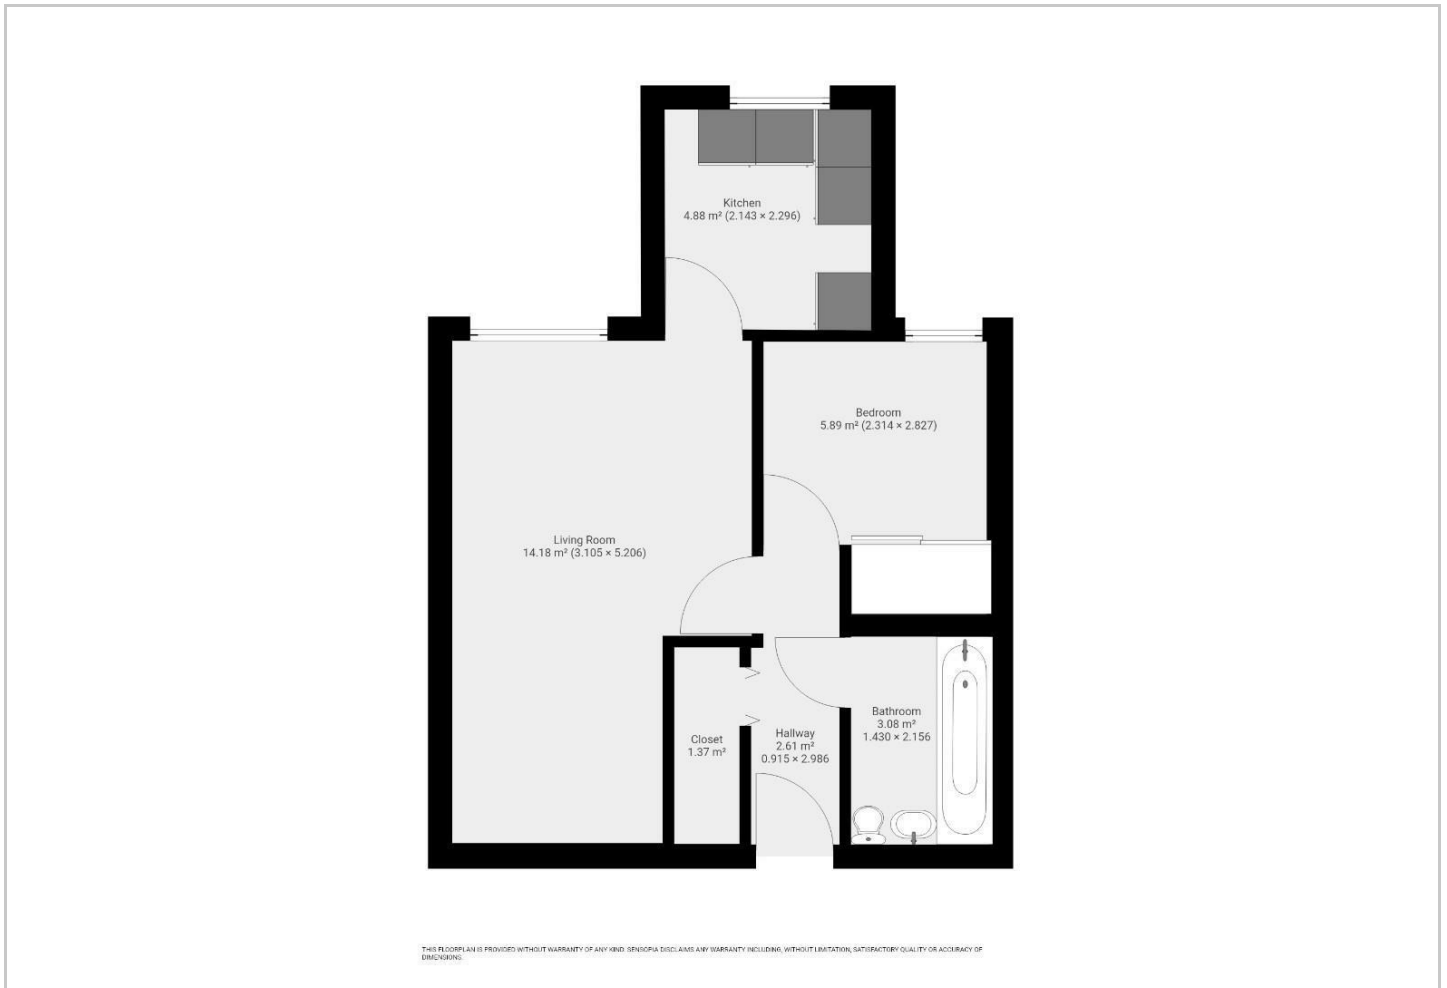 Kitchen
4.88 m² (2.143 × 2.296)
Bedroom
5.89 m² (2.314 × 2.827)
Living Room
14.18 m² (3.105 × 5.206)
Closet
1.37 m²
Hallway
2.61 m²
0.915 × 2.986
Bathroom
3.08 m²
1.430 × 2.156
THIS FLOORPLAN IS PROVIDED WITHOUT WARRANTY OF ANY KIND. SENSOPIA DISCLAIMS ANY WARRANTY INCLUDING, WITHOUT LIMITATION, SATISFACTORY QUALITY OR ACCURACY OF
DIMENSIONS.